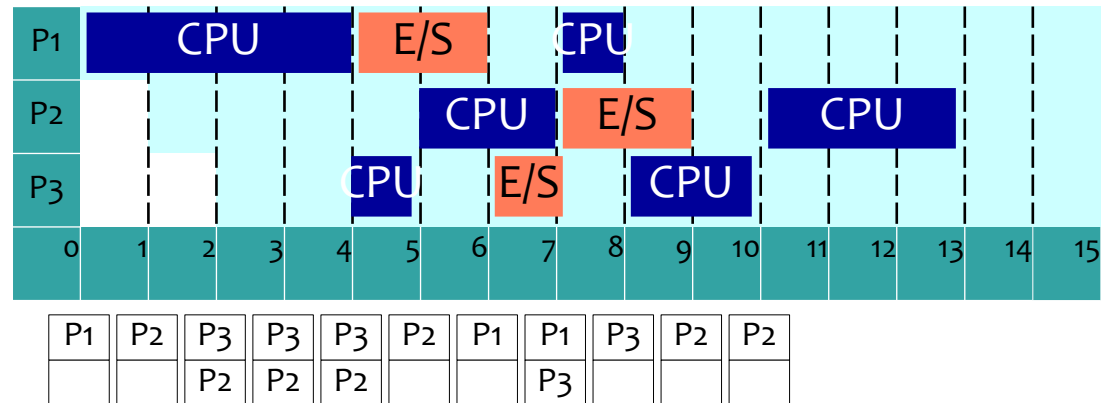 P1 CPU E/S CPU
P2 CPU E/S CPU
P3 CPU E/S CPU
0 1 2 3 4 5 6 7 8 9 10 11 12 13 14 15
P1 P2 P3 P3 P3 P2 P1 P1 P3 P2 P2
P2 P2 P2 P3